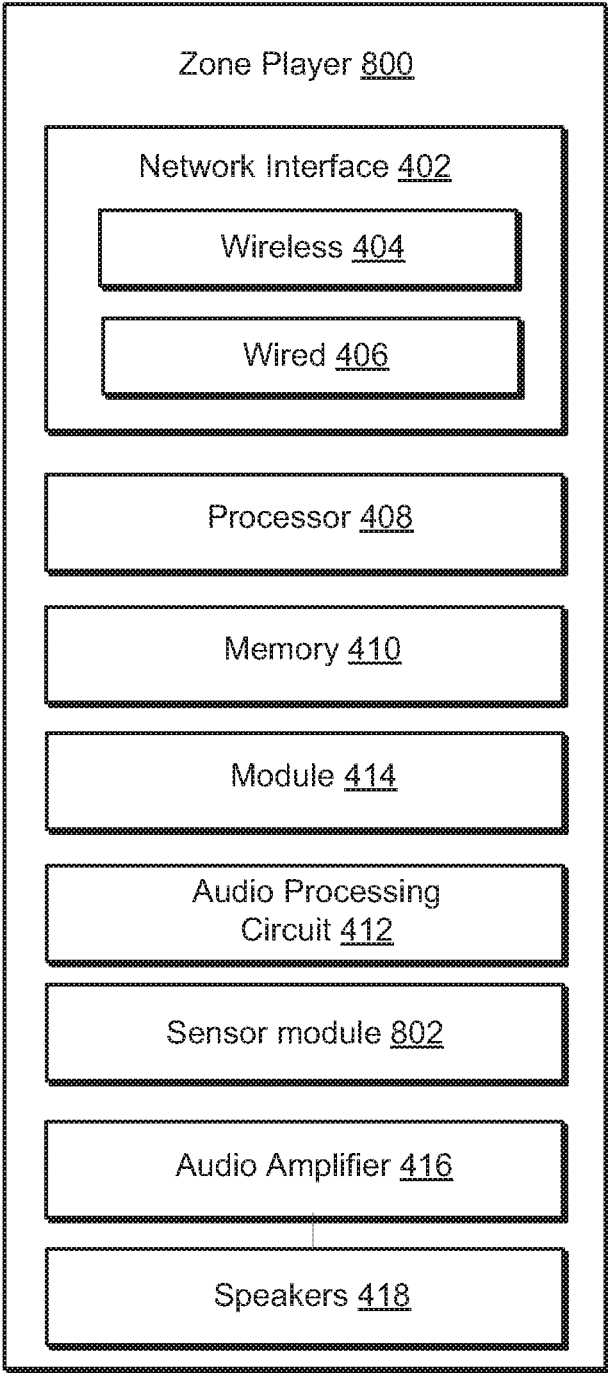 Zone Player 800
Network Interface 402
Wireless 404
Wired 406
Processor 408
Memory 410
Module 414
Audio Processing
Circuit 412
Sensor module 802
Audio Amplifier 416
Speakers 418